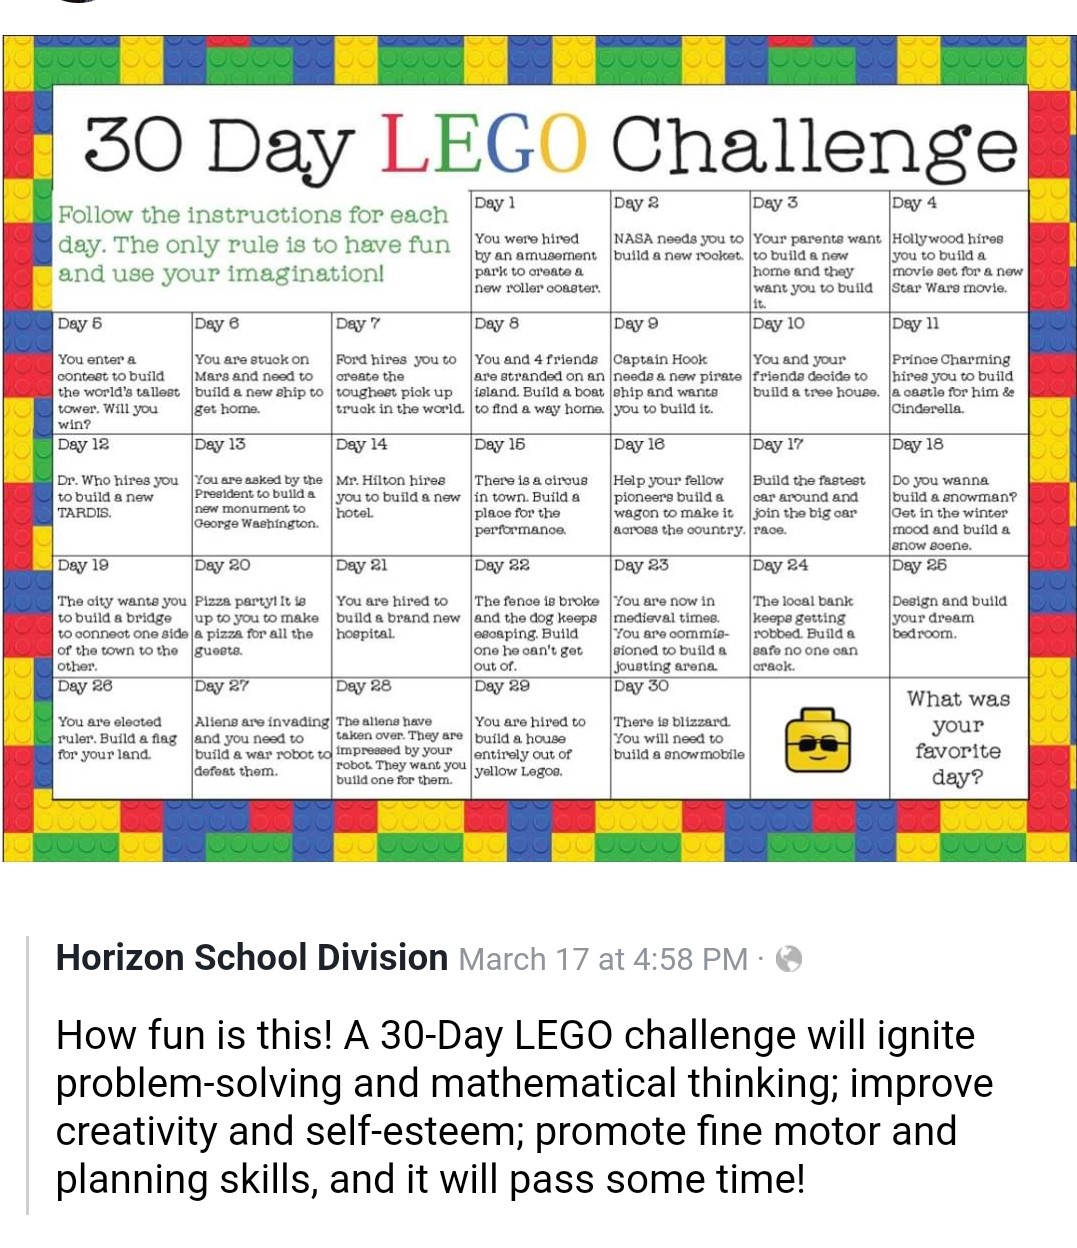 30 Day LEGO Challenge
Follow the instructions for each
day. The only rule is to have fun
and use your imagination!
Day 1
You were hired
by an amusement
park to create a
new roller coaster.
Day 2
NASA needs you to
build a new rocket.
Day 3
Your parents want
to build a new
home and they
want you to build
it.
Day 4
Hollywood hires
you to build a
movie set for a new
Star Wars movie.
Day 5
You enter a
contest to build
the world's tallest
tower. Will you
win?
Day 6
You are stuck on
Mars and need to
build a new ship to
get home.
Day 7
Ford hires you to
create the
toughest pick up
truck in the world.
Day 8
You and 4 friends
are stranded on an
island. Build a boat
to find a way home.
Day 9
Captain Hook
needs a new pirate
ship and wants
you to build it.
Day 10
You and your
friends decide to
build a tree house.
Day 11
Prince Charming
hires you to build
a castle for him &
Cinderella.
Day 12
Dr. Who hires you
to build a new
TARDIS.
Day 13
You are asked by the
President to build a
new monument to
George Washington.
Day 14
Mr. Hilton hires
you to build a new
hotel.
Day 15
There is a circus
in town. Build a
place for the
performance.
Day 16
Help your fellow
pioneers build a
wagon to make it
across the country.
Day 17
Build the fastest
car around and
join the big car
race.
Day 18
Do you wanna
build a snowman?
Get in the winter
mood and build a
snow scene.
Day 19
The city wants you
to build a bridge
to connect one side
of the town to the
other.
Day 20
Pizza party! It is
up to you to make
a pizza for all the
guests.
Day 21
You are hired to
build a brand new
hospital.
Day 22
The fence is broke
and the dog keeps
escaping. Build
one he can't get
out of.
Day 23
You are now in
medieval times.
You are commis-
sioned to build a
jousting arena.
Day 24
The local bank
keeps getting
robbed. Build a
safe no one can
crack.
Day 25
Design and build
your dream
bedroom.
Day 26
You are elected
ruler. Build a flag
for your land.
Day 27
Aliens are invading
and you need to
build a war robot to
defeat them.
Day 28
The aliens have
taken over. They are
impressed by your
robot. They want you
build one for them.
Day 29
You are hired to
build a house
entirely out of
yellow Legos.
Day 30
There is blizzard.
You will need to
build a snowmobile
What was
your
favorite
day?
Horizon School Division March 17 at 4:58 PM ·
How fun is this! A 30-Day LEGO challenge will ignite
problem-solving and mathematical thinking; improve
creativity and self-esteem; promote fine motor and
planning skills, and it will pass some time!